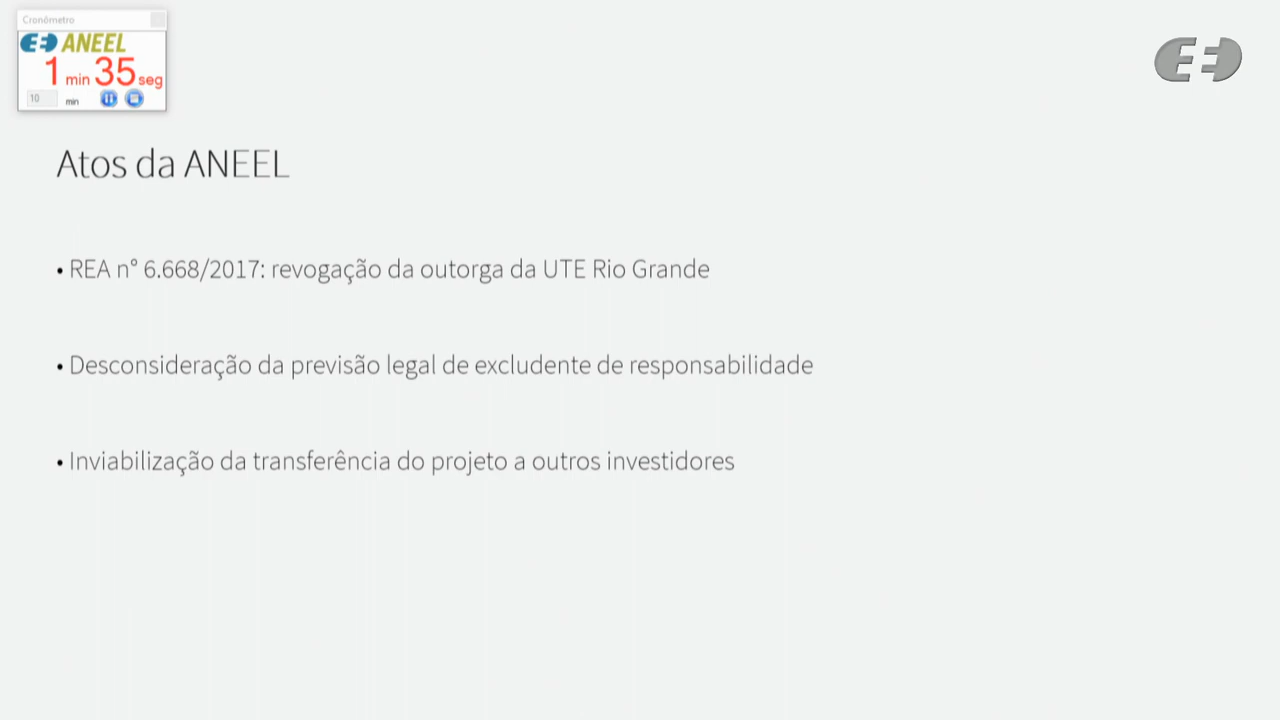 Cronômetro
ANEEL
1 min 35 seg
10 min
Atos da ANEEL
• REA n° 6.668/2017: revogação da outorga da UTE Rio Grande
• Desconsideração da previsão legal de excludente de responsabilidade
• Inviabilização da transferência do projeto a outros investidores